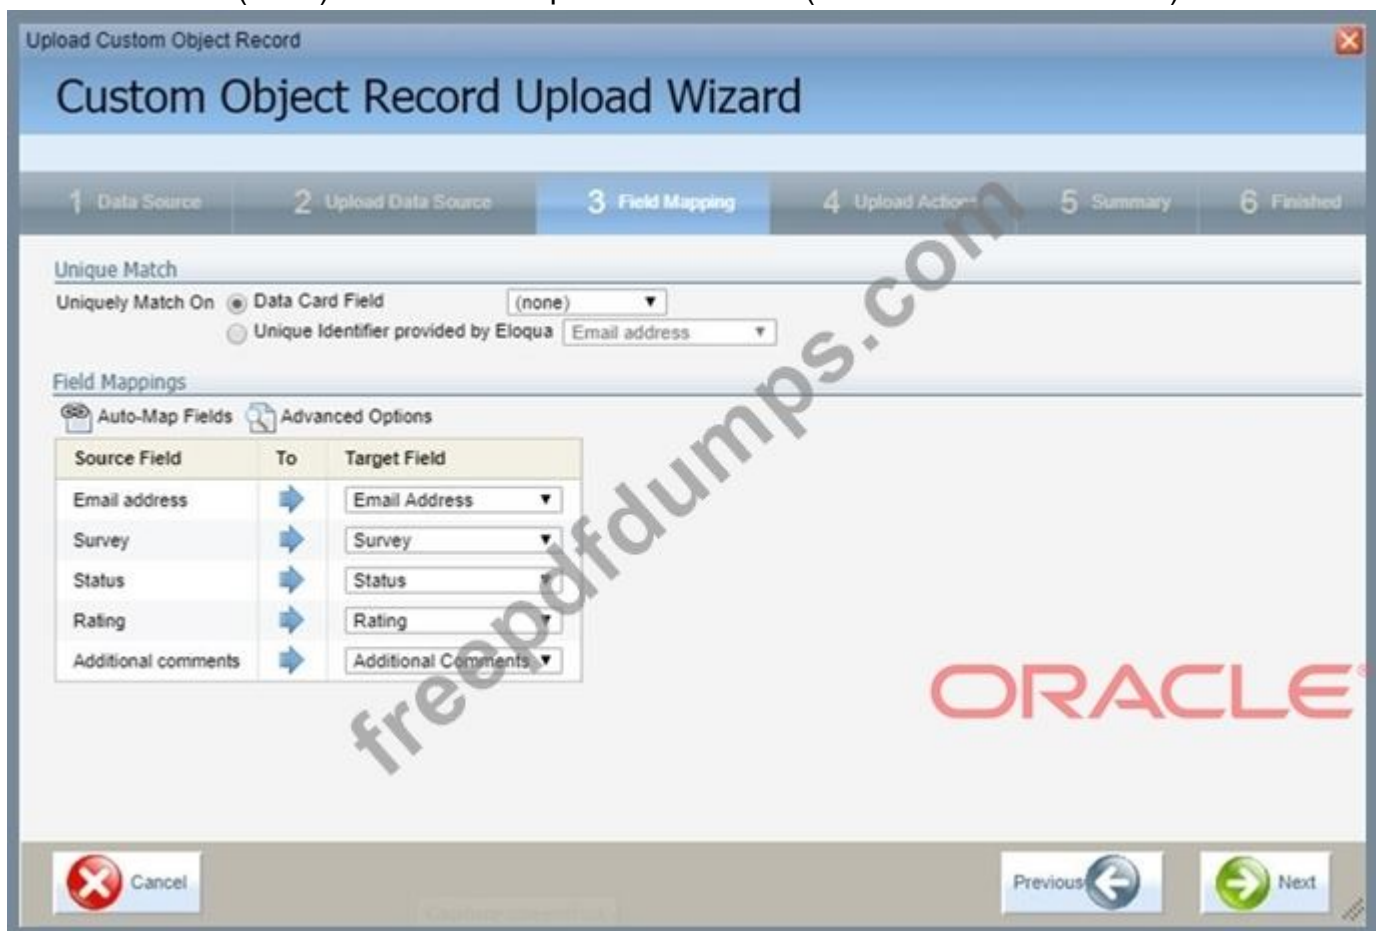 Upload Custom Object Record
Custom Object Record Upload Wizard
1 Data Source 2 Upload Data Source 3 Field Mapping 4 Upload Actions 5 Summary 6 Finished
Unique Match
Uniquely Match On Data Card Field (none)
Unique Identifier provided by Eloqua Email address
Field Mappings
Auto-Map Fields Advanced Options
Source Field To Target Field
Email address Email Address
Survey Survey
Status Status
Rating Rating
Additional comments Additional Comments
freepdfdumps.com
ORACLE®
Cancel Previous Next